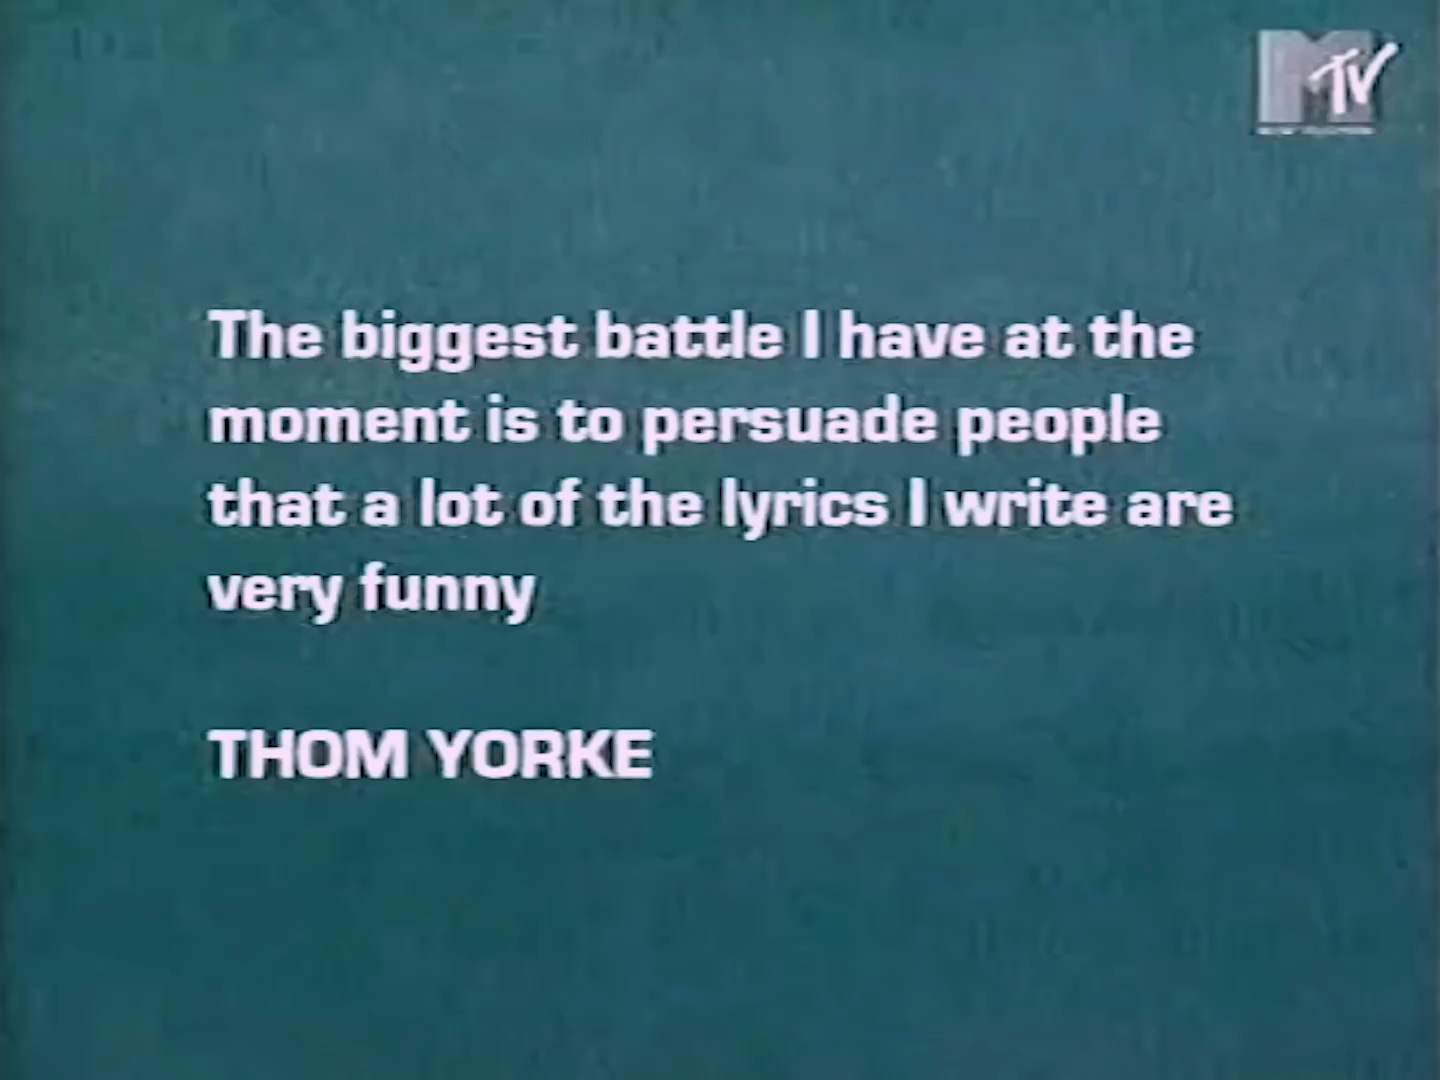 MTV
The biggest battle I have at the
moment is to persuade people
that a lot of the lyrics I write are
very funny
THOM YORKE